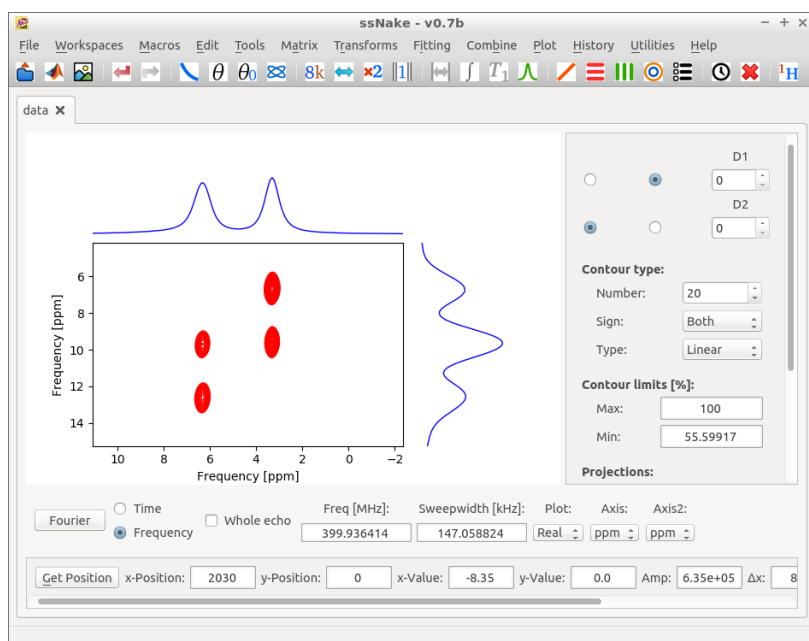 ssNake - v0.7b
File Workspaces Macros Edit Tools Matrix Transforms Fitting Combine Plot History Utilities Help
θ θ0 8k ×2 ||1|| ∫ T1 1H
data
D1
0
D2
0
Contour type:
Number: 20
Sign: Both
Type: Linear
Contour limits [%]:
Max: 100
Min: 55.59917
Projections:
6
8
10
12
14
Frequency [ppm]
10 8 6 4 2 0 −2
Frequency [ppm]
Fourier
Time
Frequency
Whole echo
Freq [MHz]: Sweepwidth [kHz]: Plot: Axis: Axis2:
399.936414 147.058824 Real ppm ppm
Get Position x-Position: 2030 y-Position: 0 x-Value: -8.35 y-Value: 0.0 Amp: 6.35e+05 Δx: 8